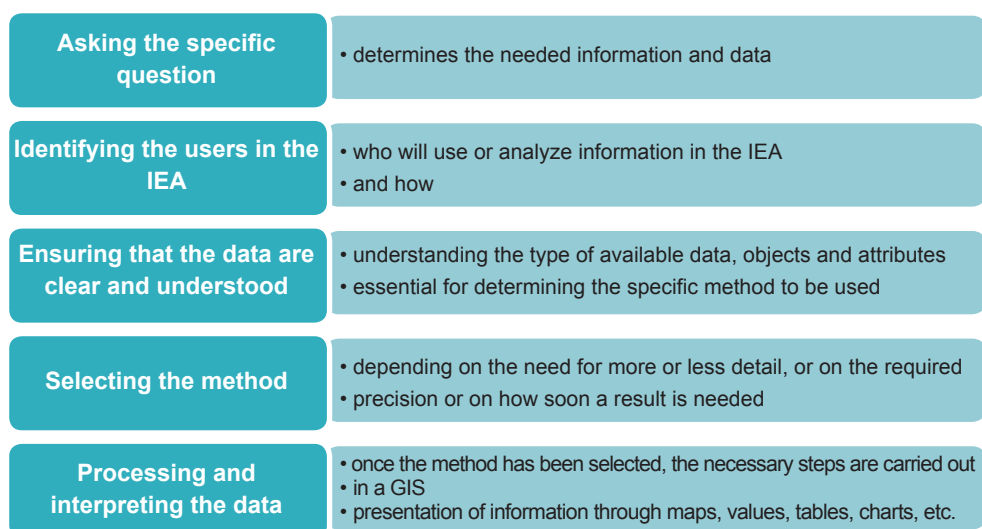 Asking the specific
question
• determines the needed information and data
Identifying the users in the
IEA
• who will use or analyze information in the IEA
• and how
Ensuring that the data are
clear and understood
• understanding the type of available data, objects and attributes
• essential for determining the specific method to be used
Selecting the method
• depending on the need for more or less detail, or on the required
• precision or on how soon a result is needed
Processing and
interpreting the data
• once the method has been selected, the necessary steps are carried out
• in a GIS
• presentation of information through maps, values, tables, charts, etc.